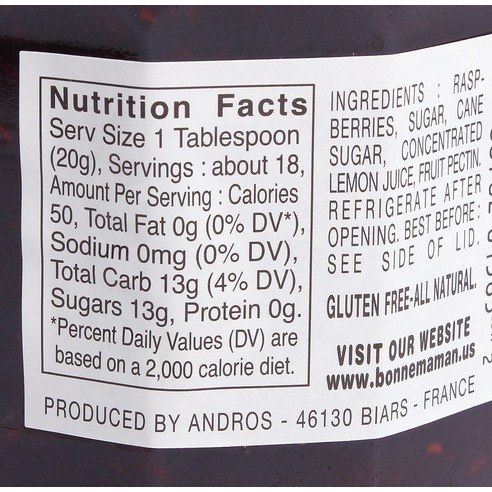 Nutrition Facts
Serv Size 1 Tablespoon
(20g), Servings : about 18,
Amount Per Serving : Calories
50, Total Fat 0g (0% DV*),
Sodium 0mg (0% DV),
Total Carb 13g (4% DV),
Sugars 13g, Protein 0g.
*Percent Daily Values (DV) are
based on a 2,000 calorie diet.
INGREDIENTS : RASP-
BERRIES, SUGAR, CANE
SUGAR, CONCENTRATED
LEMON JUICE, FRUIT PECTIN.
REFRIGERATE AFTER
OPENING. BEST BEFORE :
SEE SIDE OF LID.
GLUTEN FREE-ALL NATURAL.
VISIT OUR WEBSITE
www.bonnemaman.us
PRODUCED BY ANDROS - 46130 BIARS - FRANCE